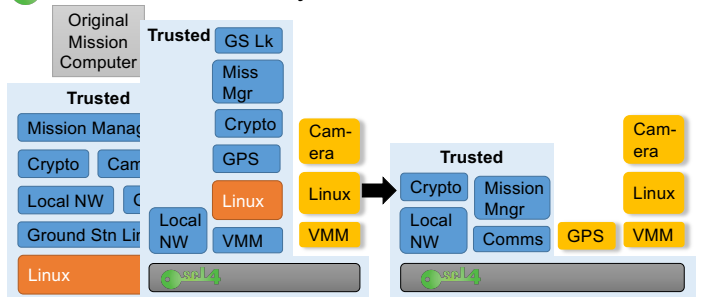 Original
Mission
Computer
Trusted
Mission Manag
Crypto
Cam
Local NW
Ground Stn Lin
Linux
Trusted
GS Lk
Miss
Mgr
Crypto
GPS
Linux
Local
NW
VMM
Cam-
era
Linux
VMM
seL4
Trusted
Crypto
Mission
Mngr
Local
NW
Comms
GPS
Cam-
era
Linux
VMM
seL4